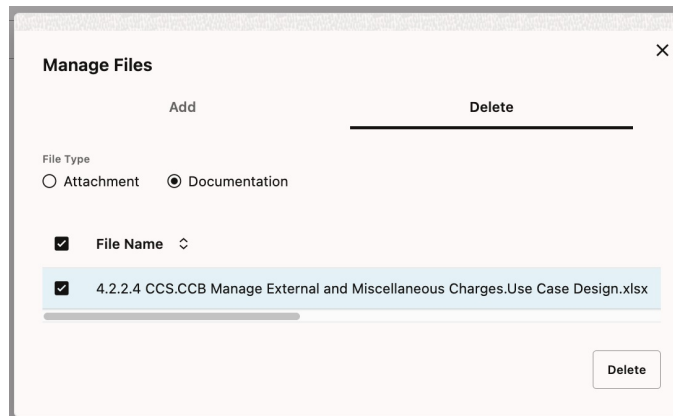 Manage Files
Add Delete
File Type
Attachment Documentation
File Name
4.2.2.4 CCS.CCB Manage External and Miscellaneous Charges.Use Case Design.xlsx
Delete